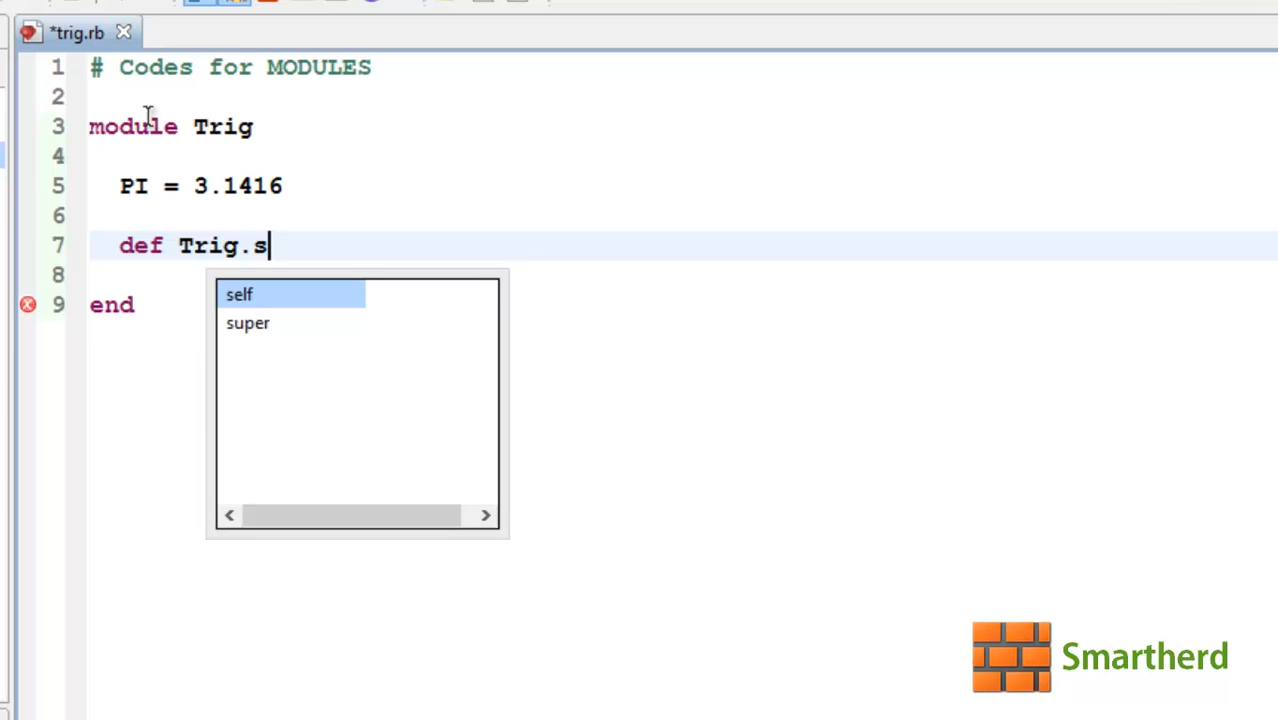 *trig.rb
1 # Codes for MODULES
2
3 module Trig
4
5 PI = 3.1416
6
7 def Trig.s
8
9 end
self
super
Smartherd